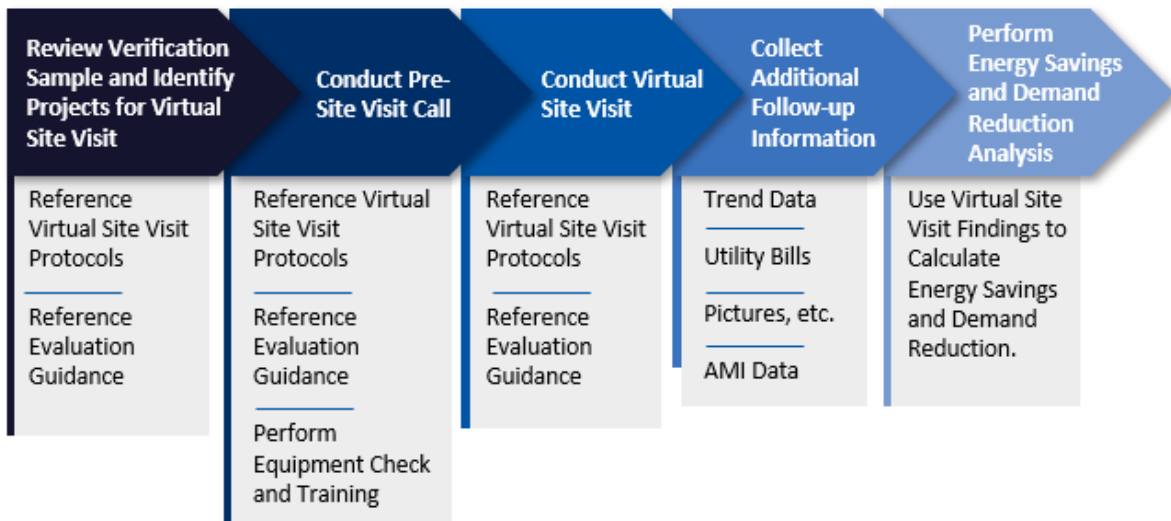 Review Verification
Sample and Identify
Projects for Virtual
Site Visit
Reference
Virtual Site Visit
Protocols
Reference
Evaluation
Guidance
Conduct Pre-
Site Visit Call
Reference Virtual
Site Visit
Protocols
Reference
Evaluation
Guidance
Perform
Equipment Check
and Training
Conduct Virtual
Site Visit
Reference
Virtual Site Visit
Protocols
Reference
Evaluation
Guidance
Collect
Additional
Follow-up
Information
Trend Data
Utility Bills
Pictures, etc.
AMI Data
Perform
Energy Savings
and Demand
Reduction
Analysis
Use Virtual Site
Visit Findings to
Calculate
Energy Savings
and Demand
Reduction.